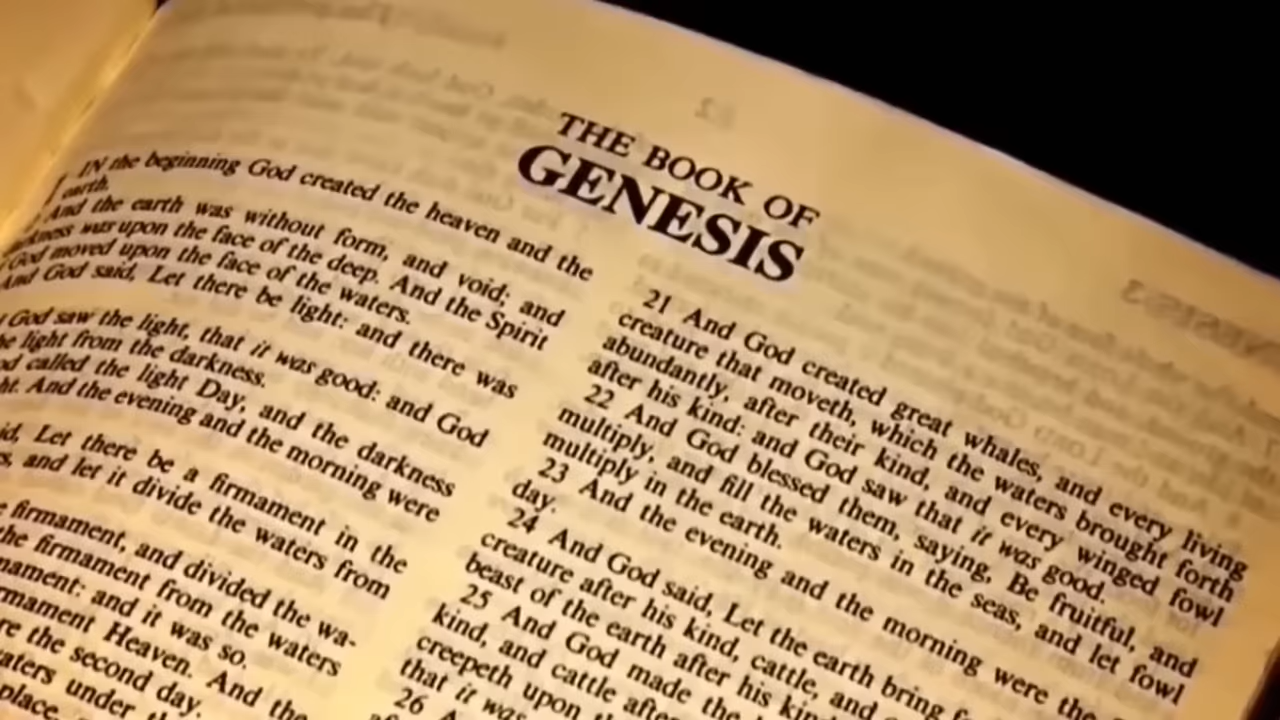 THE BOOK OF
GENESIS
IN the beginning God created the heaven and the
earth.
And the earth was without form, and void; and
was upon the face of the deep. And the Spirit
God moved upon the face of the waters.
And God said, Let there be light: and there was
God saw the light, that it was good: and God
light from the darkness.
called the light Day, and the darkness
And the evening and the morning were
Let there be a firmament in the
and let it divide the waters from
firmament, and divided the wa-
the firmament from the waters
and it was so.
Heaven. And the
the second day.
under
place,
21 And God created great whales, and every living
creature that moveth, which the waters brought forth
abundantly, after their kind, and every winged fowl
after his kind: and God saw that it was good.
22 And God blessed them, saying, Be fruitful, and
multiply, and fill the waters in the seas, and let fowl
multiply in the earth.
23 And the evening and the morning were the
day.
24 And God said, Let the earth bring
creature after his kind, cattle, and
beast of the earth after his
25 And God made the
kind, and cattle
creepeth upon
that it was
26